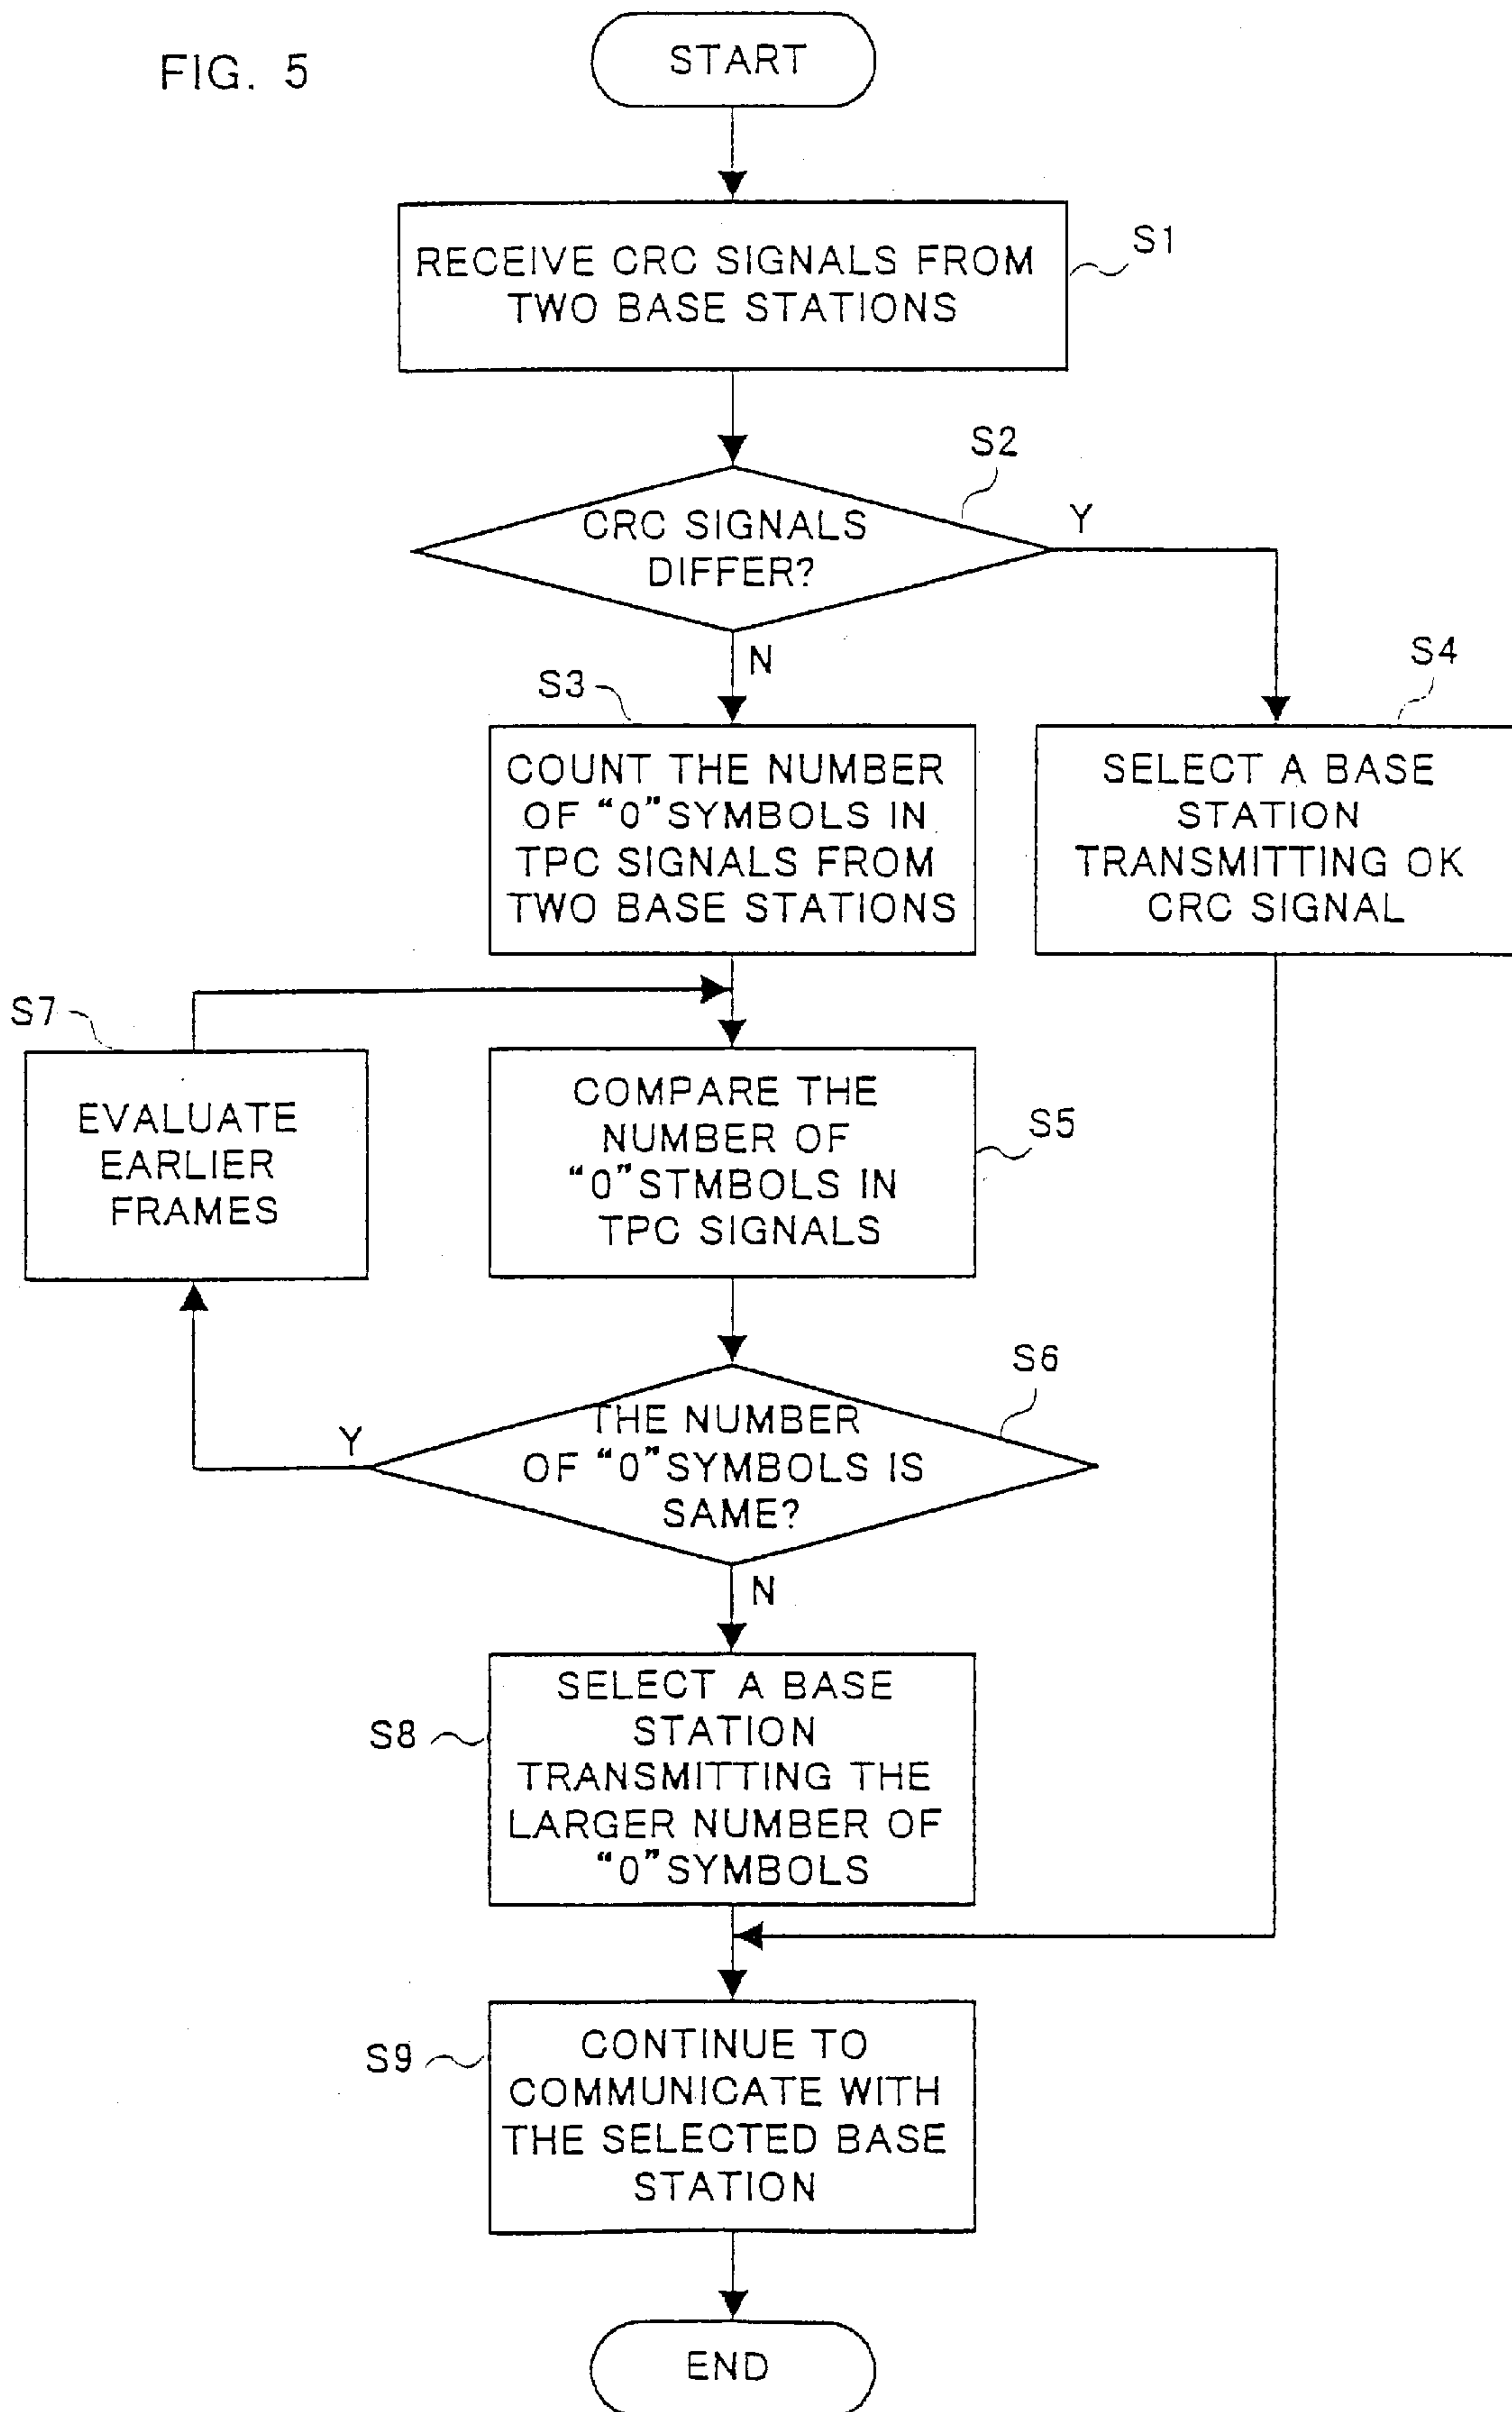 FIG. 5
START
RECEIVE CRC SIGNALS FROM
TWO BASE STATIONS
S1
S2
CRC SIGNALS
DIFFER?
Y
N
S3
S4
COUNT THE NUMBER
OF "0" SYMBOLS IN
TPC SIGNALS FROM
TWO BASE STATIONS
SELECT A BASE
STATION
TRANSMITTING OK
CRC SIGNAL
S7
EVALUATE
EARLIER
FRAMES
COMPARE THE
NUMBER OF
"0" STMBOLS IN
TPC SIGNALS
S5
S6
THE NUMBER
OF "0" SYMBOLS IS
SAME?
Y
N
S8
SELECT A BASE
STATION
TRANSMITTING THE
LARGER NUMBER OF
"0" SYMBOLS
S9
CONTINUE TO
COMMUNICATE WITH
THE SELECTED BASE
STATION
END